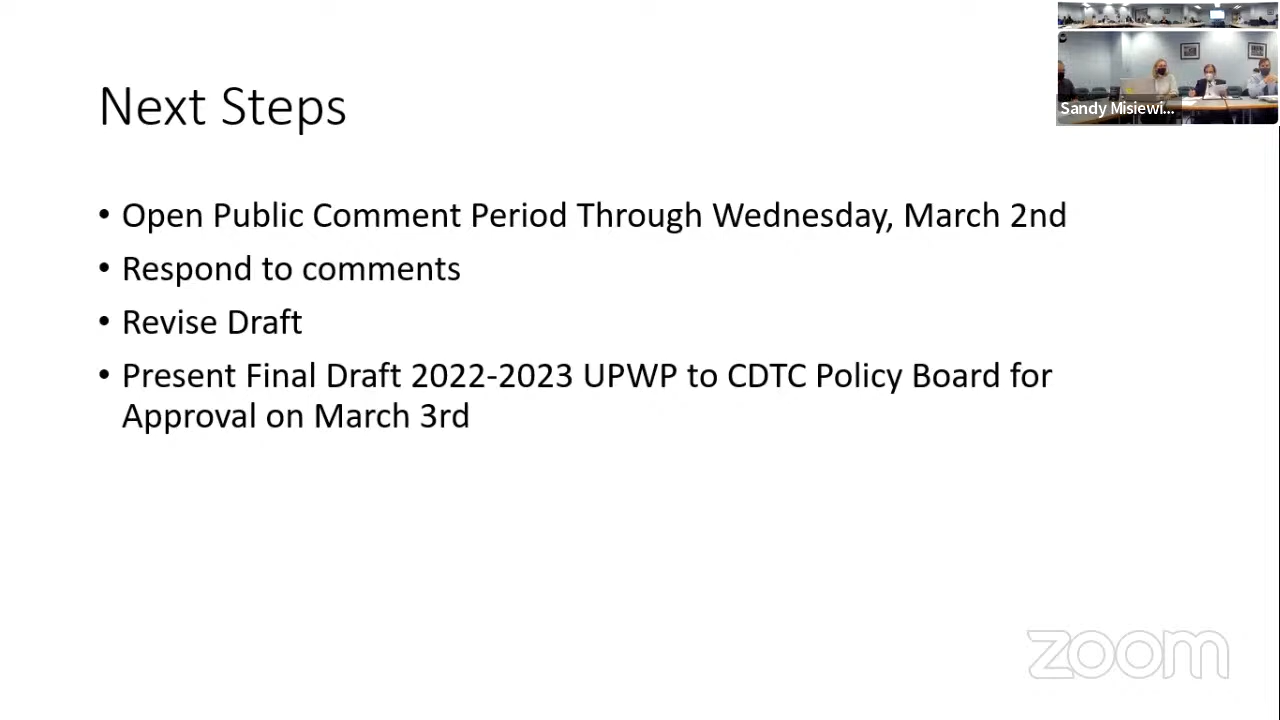 Sandy Misiewi...
Next Steps
• Open Public Comment Period Through Wednesday, March 2nd
• Respond to comments
• Revise Draft
• Present Final Draft 2022-2023 UPWP to CDTC Policy Board for
Approval on March 3rd
zoom